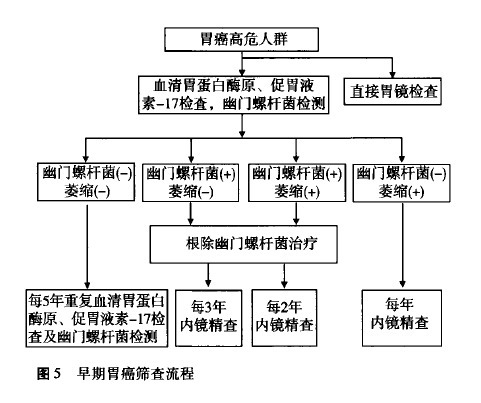 胃癌高危人群
血清胃蛋白酶原、促胃液
素-17检查，幽门螺杆菌检测
直接胃镜检查
幽门螺杆菌(-)
萎缩(-)
幽门螺杆菌(+)
萎缩(-)
幽门螺杆菌(+)
萎缩(+)
幽门螺杆菌(-)
萎缩(+)
根除幽门螺杆菌治疗
每5年重复血清胃蛋白
酶原、促胃液素-17检
查及幽门螺杆菌检测
每3年
内镜精查
每2年
内镜精查
每年
内镜精查
图5 早期胃癌筛查流程